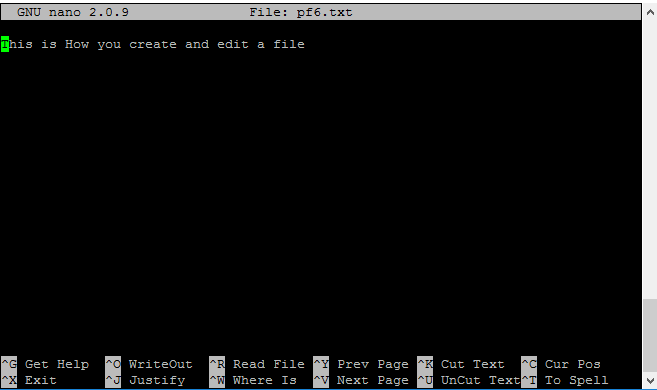 GNU nano 2.0.9 File: pf6.txt
This is How you create and edit a file
^G Get Help ^O WriteOut ^R Read File ^Y Prev Page ^K Cut Text ^C Cur Pos
^X Exit ^J Justify ^W Where Is ^V Next Page ^U UnCut Text ^T To Spell